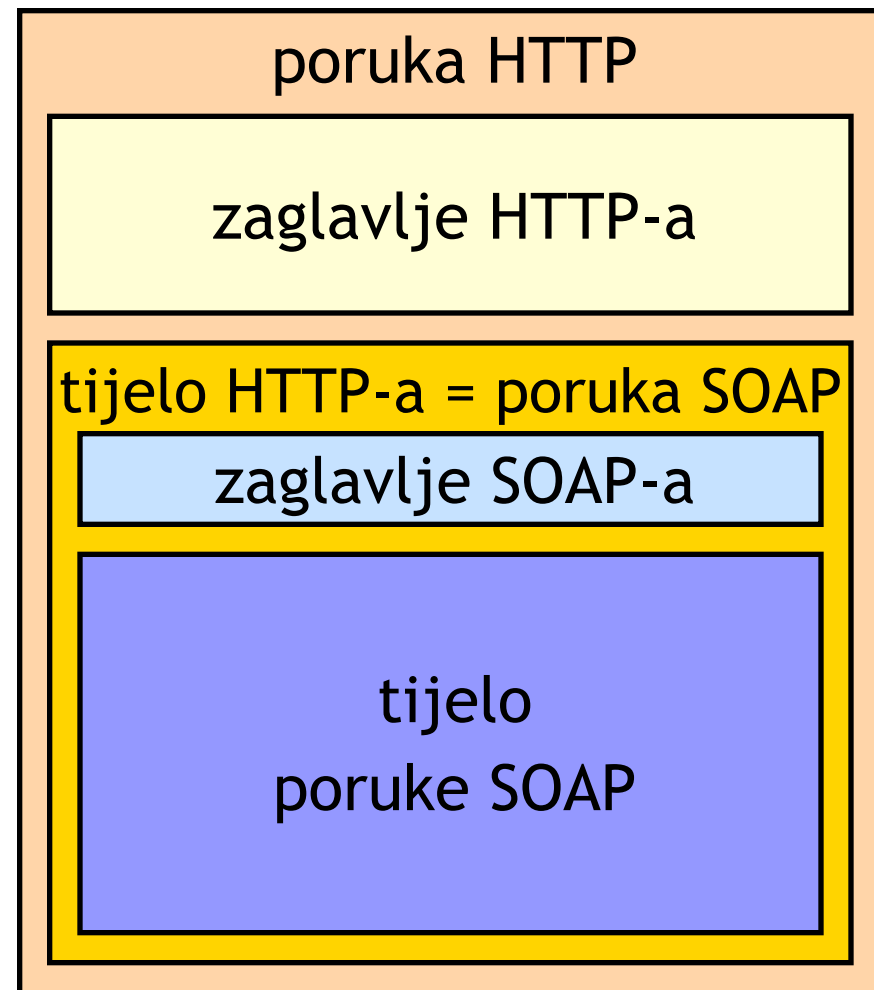 poruka HTTP
zaglavlje HTTP-a
tijelo HTTP-a = poruka SOAP
zaglavlje SOAP-a
tijelo
poruke SOAP